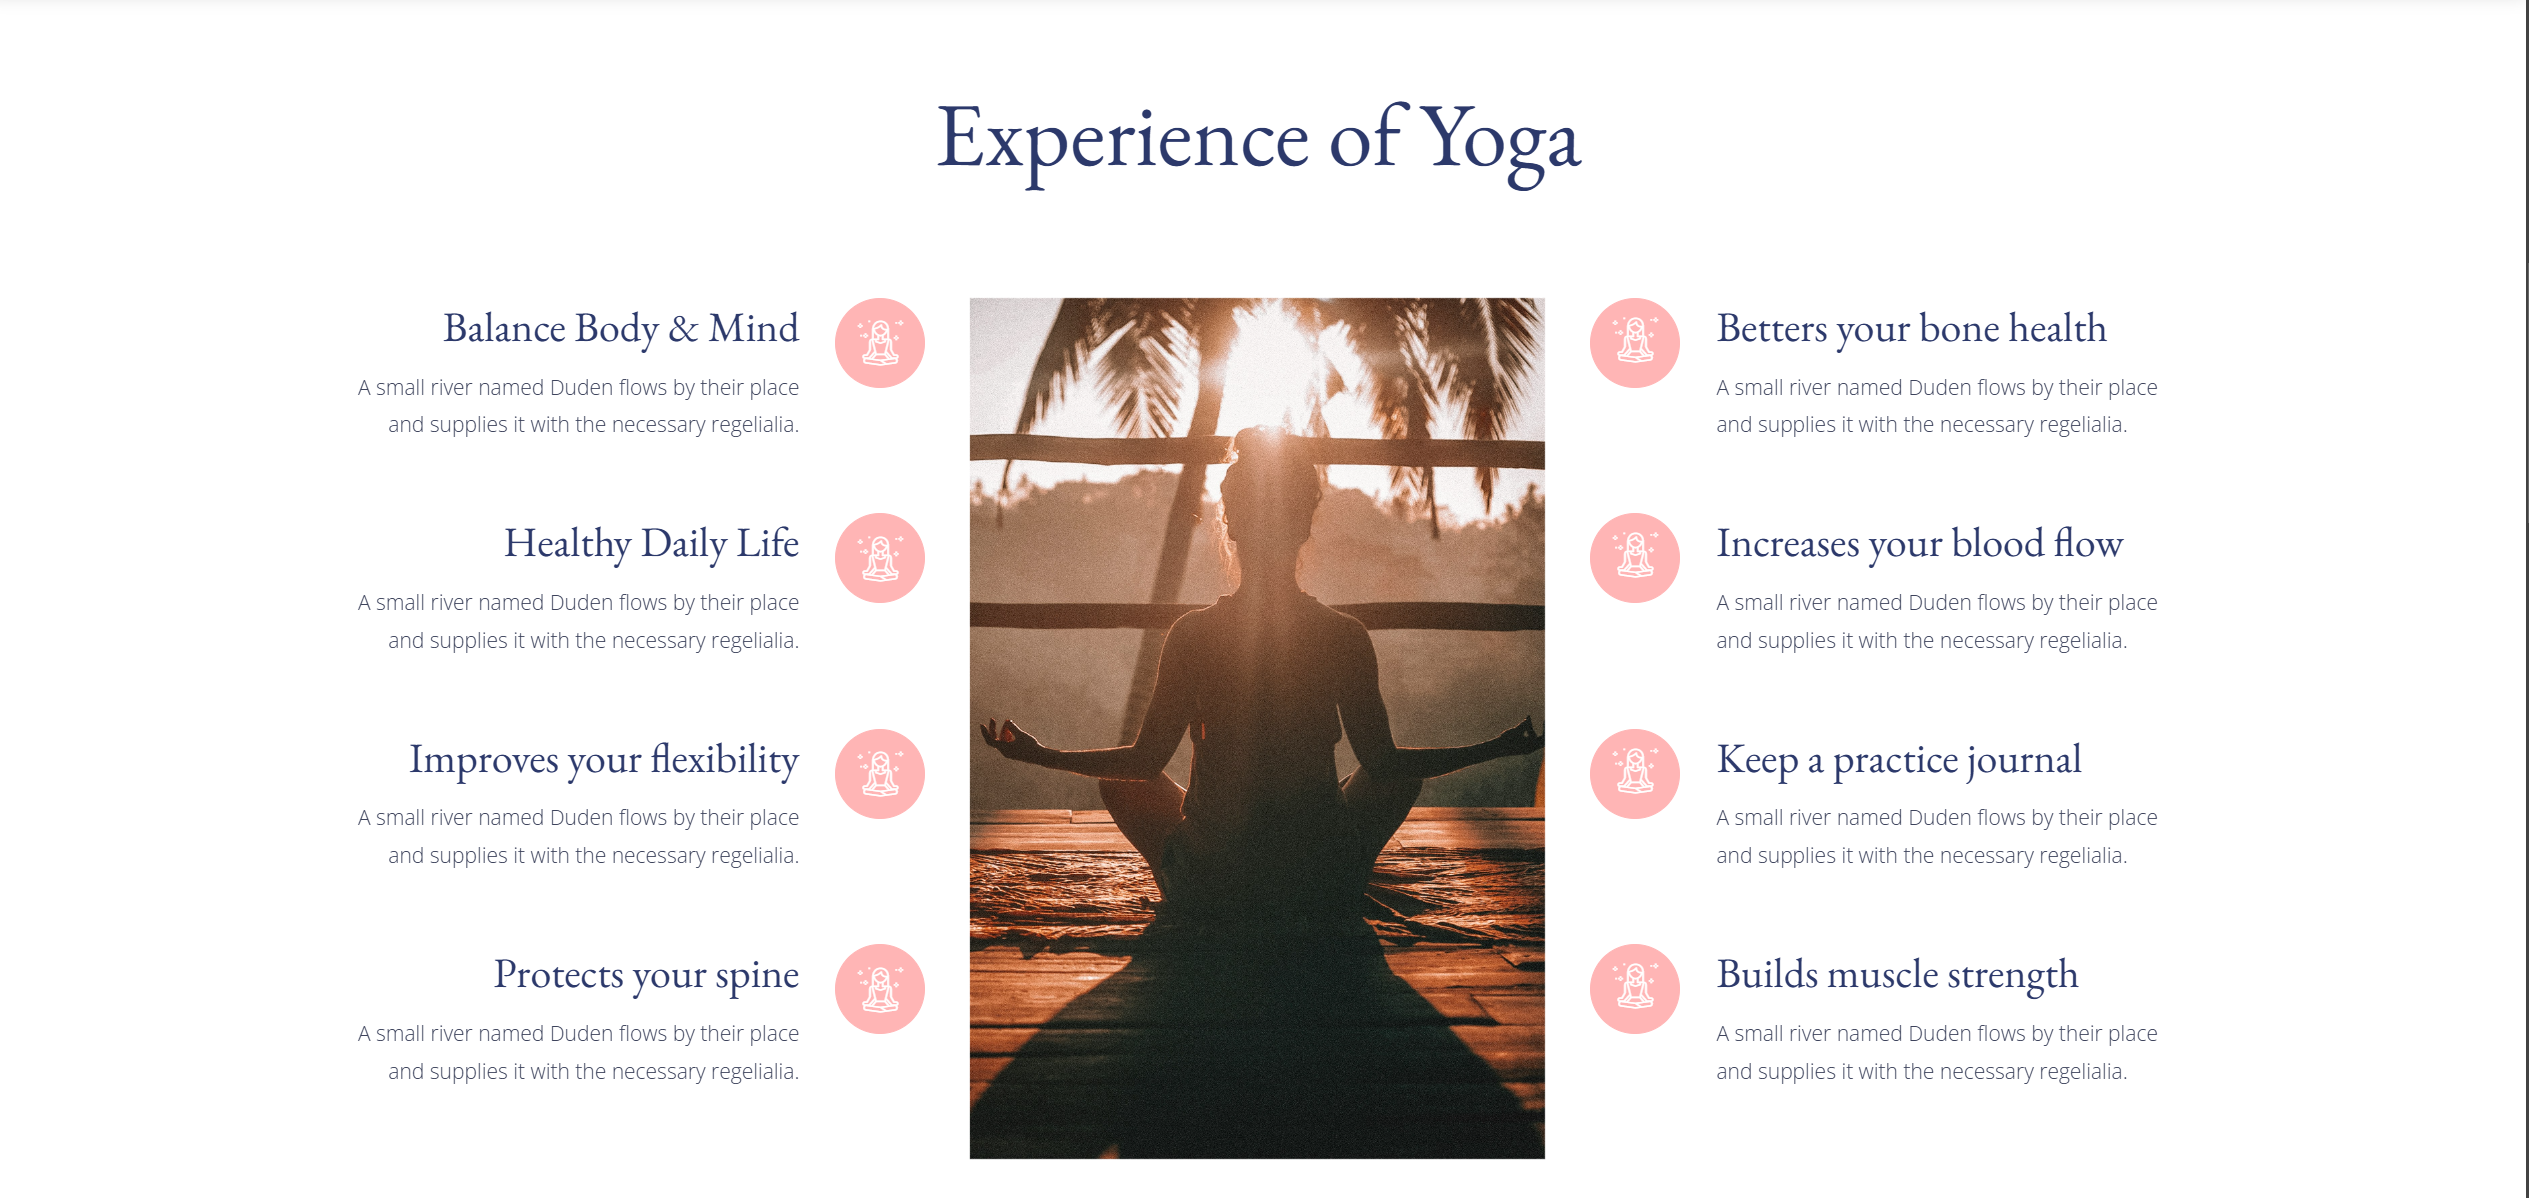 Experience of Yoga
Balance Body & Mind
A small river named Duden flows by their place
and supplies it with the necessary regelialia.
Healthy Daily Life
A small river named Duden flows by their place
and supplies it with the necessary regelialia.
Improves your flexibility
A small river named Duden flows by their place
and supplies it with the necessary regelialia.
Protects your spine
A small river named Duden flows by their place
and supplies it with the necessary regelialia.
Betters your bone health
A small river named Duden flows by their place
and supplies it with the necessary regelialia.
Increases your blood flow
A small river named Duden flows by their place
and supplies it with the necessary regelialia.
Keep a practice journal
A small river named Duden flows by their place
and supplies it with the necessary regelialia.
Builds muscle strength
A small river named Duden flows by their place
and supplies it with the necessary regelialia.